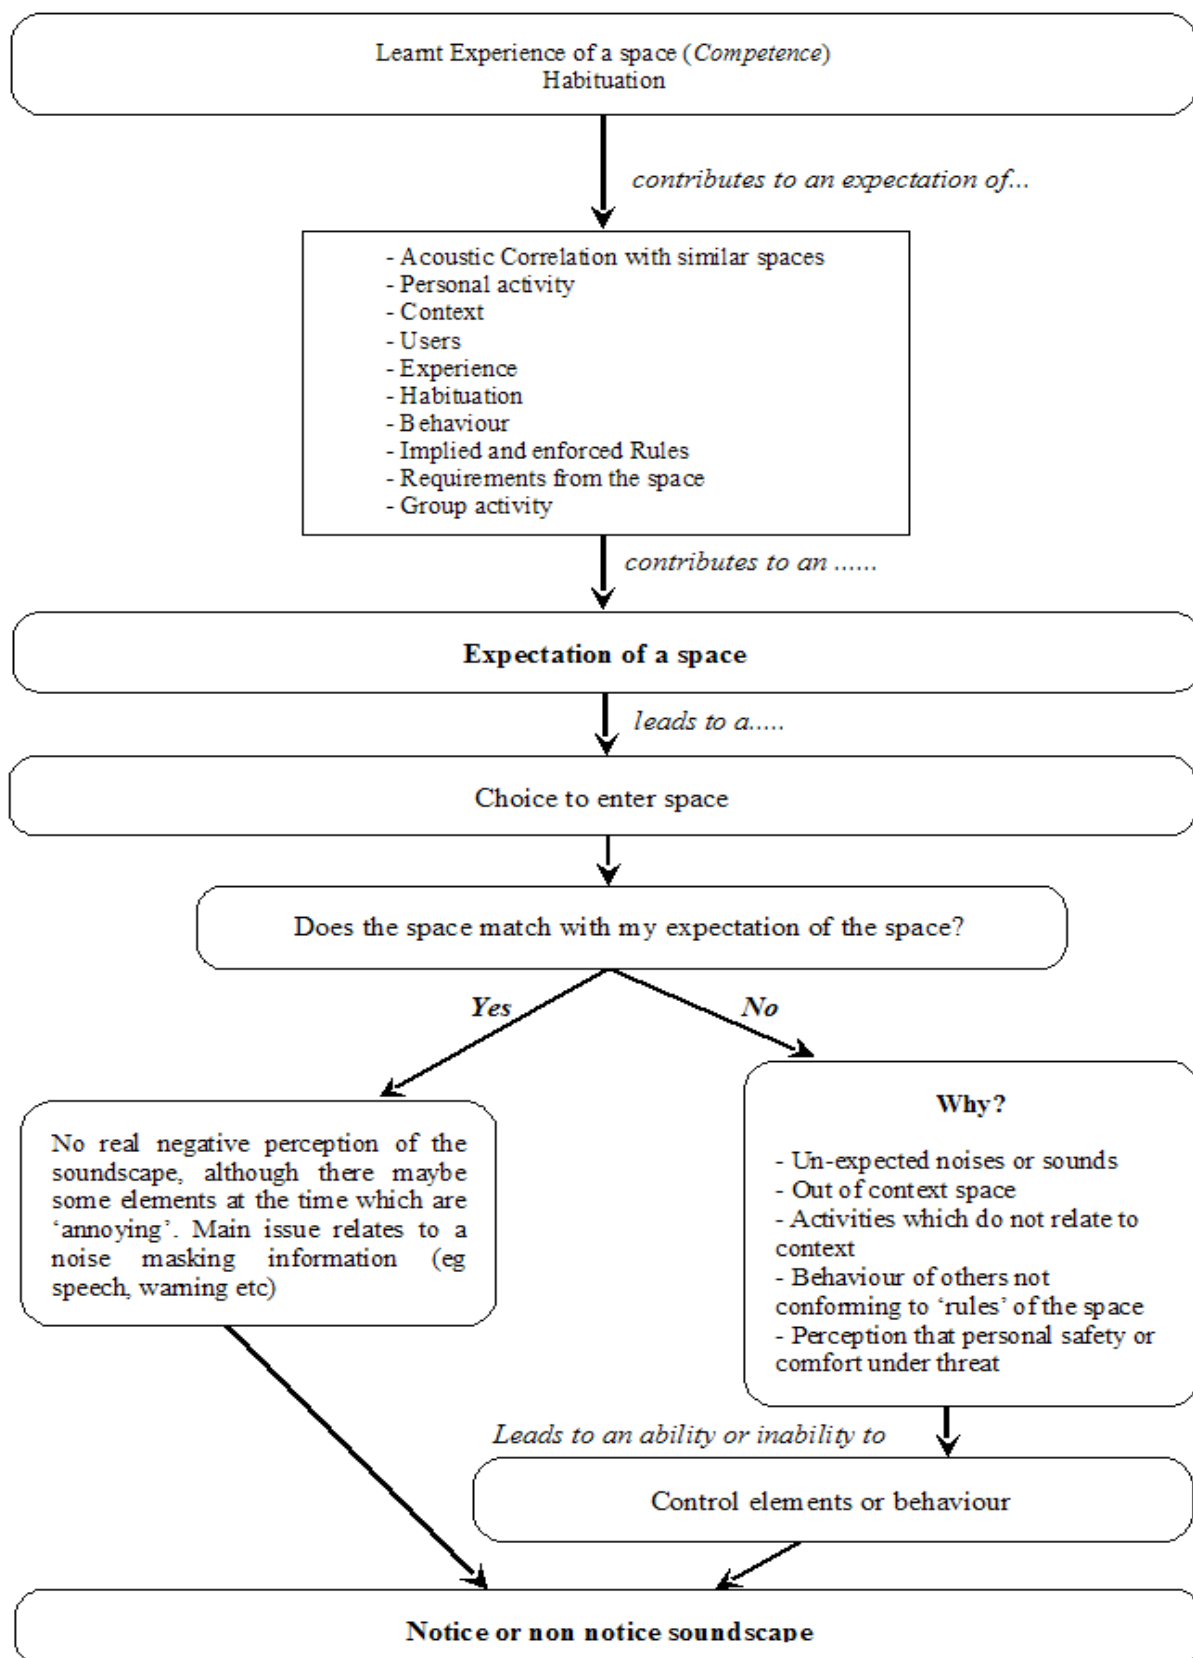 Learnt Experience of a space (Competence)
Habituation
contributes to an expectation of...
- Acoustic Correlation with similar spaces
- Personal activity
- Context
- Users
- Experience
- Habituation
- Behaviour
- Implied and enforced Rules
- Requirements from the space
- Group activity
contributes to an ......
Expectation of a space
leads to a.....
Choice to enter space
Does the space match with my expectation of the space?
Yes
No
No real negative perception of the
soundscape, although there maybe
some elements at the time which are
‘annoying’. Main issue relates to a
noise masking information (eg
speech, warning etc)
Why?
- Un-expected noises or sounds
- Out of context space
- Activities which do not relate to
context
- Behaviour of others not
conforming to ‘rules’ of the space
- Perception that personal safety or
comfort under threat
Leads to an ability or inability to
Control elements or behaviour
Notice or non notice soundscape